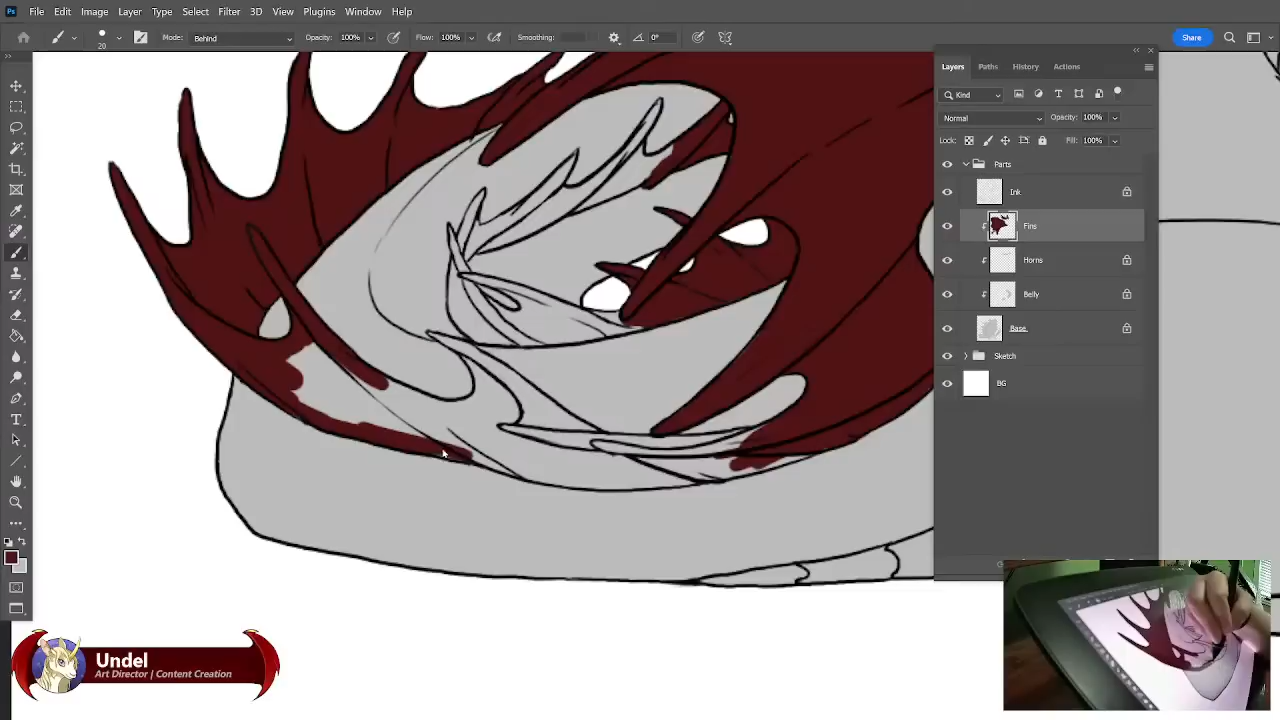 Ps File Edit Image Layer Type Select Filter 3D View Plugins Window Help
20 Mode: Behind Opacity: 100% Flow: 100% Smoothing: 0° Share
Layers Paths History Actions
Kind
Normal Opacity: 100%
Lock: Fill: 100%
Parts
Ink
Fins
Horns
Belly
Base
Sketch
BG
Undel
Art Director | Content Creation